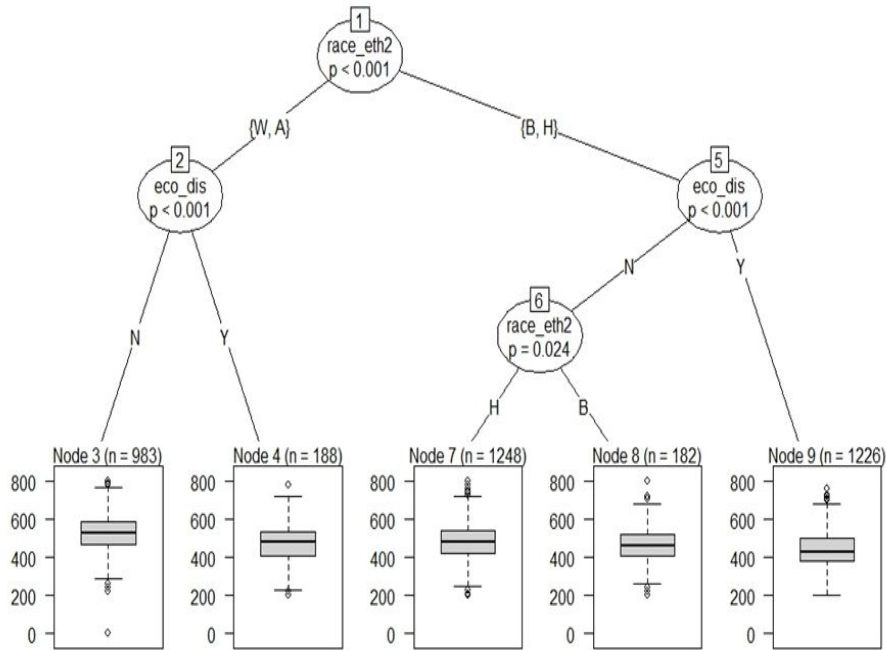 1
race_eth2
p < 0.001
{W, A}
{B, H}
2
eco_dis
p < 0.001
5
eco_dis
p < 0.001
N
Y
N
Y
6
race_eth2
p = 0.024
H
B
Node 3 (n = 983)
Node 4 (n = 188)
Node 7 (n = 1248)
Node 8 (n = 182)
Node 9 (n = 1226)
800
600
400
200
0
800
600
400
200
0
800
600
400
200
0
800
600
400
200
0
800
600
400
200
0